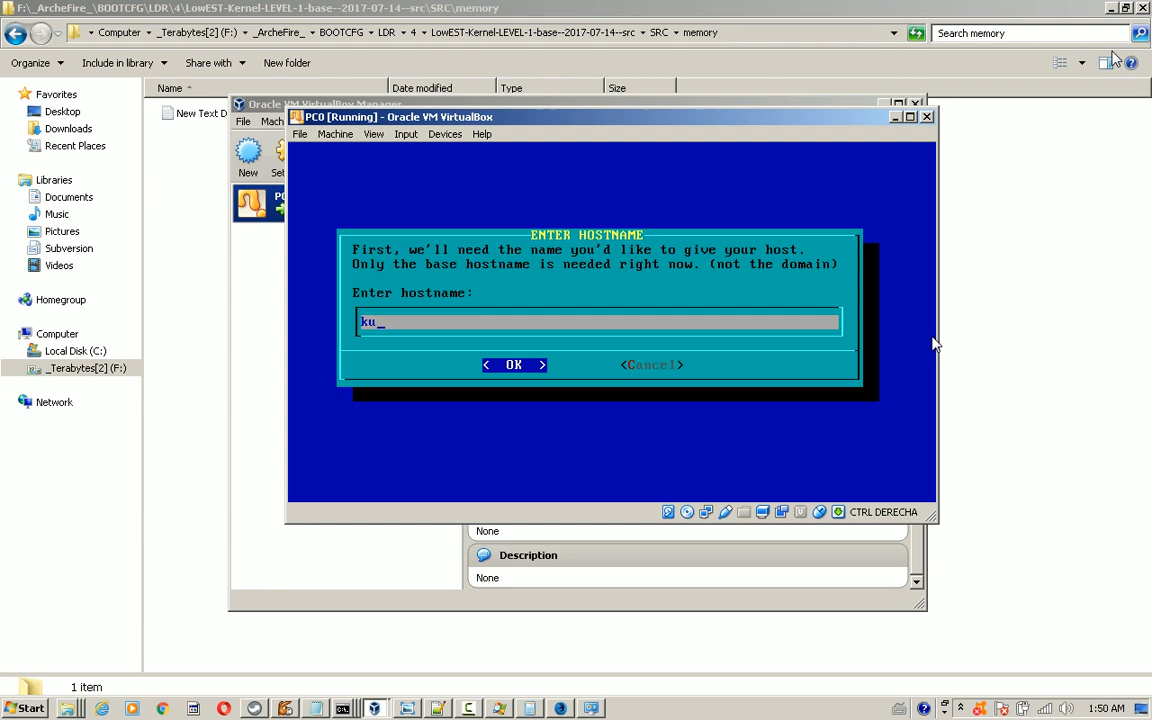 F:\_ArcheFire_\BOOTCFG\LDR\4\LowEST-Kernel-LEVEL-1-base--2017-07-14--src\SRC\memory
Computer
_Terabytes[2] (F:)
_ArcheFire_
BOOTCFG
LDR
4
LowEST-Kernel-LEVEL-1-base--2017-07-14--src
SRC
memory
Search memory
Organize
Include in library
Share with
New folder
Name
Date modified
Type
Size
Favorites
Desktop
Downloads
Recent Places
Libraries
Documents
Music
Pictures
Subversion
Videos
Homegroup
Computer
Local Disk (C:)
_Terabytes[2] (F:)
Network
New Text D
Oracle VM VirtualBox Manager
File
Mach
New
Set
PC
PC0 [Running] - Oracle VM VirtualBox
File
Machine
View
Input
Devices
Help
ENTER HOSTNAME
First, we'll need the name you'd like to give your host.
Only the base hostname is needed right now. (not the domain)
Enter hostname:
ku_
< OK >
<Cancel>
CTRL DERECHA
None
Description
None
1 item
Start
1:50 AM